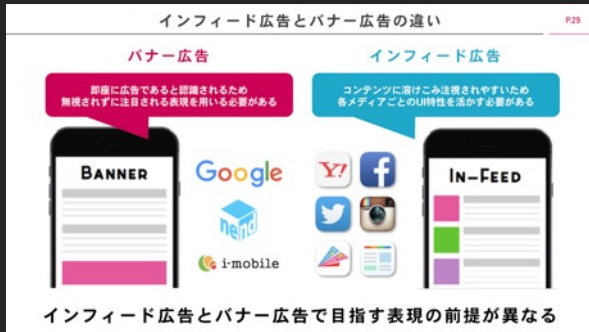 インフィード広告とバナー広告の違い
P.29
バナー広告
インフィード広告
即座に広告であると認識されるため
無視されずに注目される表現を用いる必要がある
コンテンツに溶けこみ注視されやすいため
各メディアごとのUI特性を活かす必要がある
BANNER
Google
nend
i-mobile
Y!
f
IN-FEED
インフィード広告とバナー広告で目指す表現の前提が異なる